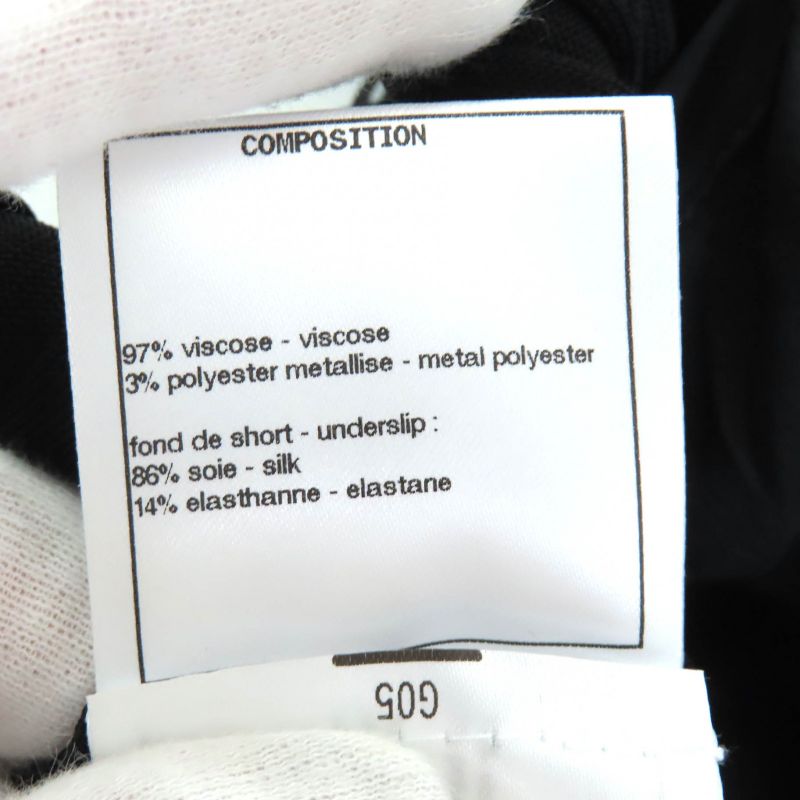 COMPOSITION
97% viscose - viscose
3% polyester metallise - metal polyester
fond de short - underslip :
86% soie - silk
14% elasthanne - elastane
G05